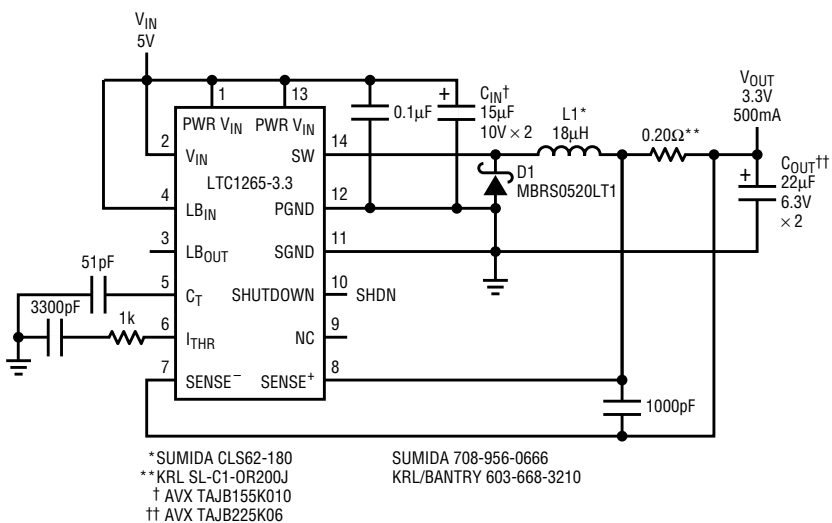 V_IN
5V
1
13
PWR V_IN
PWR V_IN
0.1µF
+
C_IN†
15µF
10V × 2
L1*
18µH
0.20Ω**
V_OUT
3.3V
500mA
2
V_IN
SW
14
LTC1265-3.3
D1
MBRS0520LT1
+
C_OUT††
22µF
6.3V
× 2
4
LB_IN
PGND
12
3
LB_OUT
SGND
11
51pF
5
C_T
SHUTDOWN
10
SHDN
3300pF
1k
6
I_THR
NC
9
7
SENSE⁻
SENSE⁺
8
1000pF
*SUMIDA CLS62-180
**KRL SL-C1-OR200J
† AVX TAJB155K010
†† AVX TAJB225K06
SUMIDA 708-956-0666
KRL/BANTRY 603-668-3210